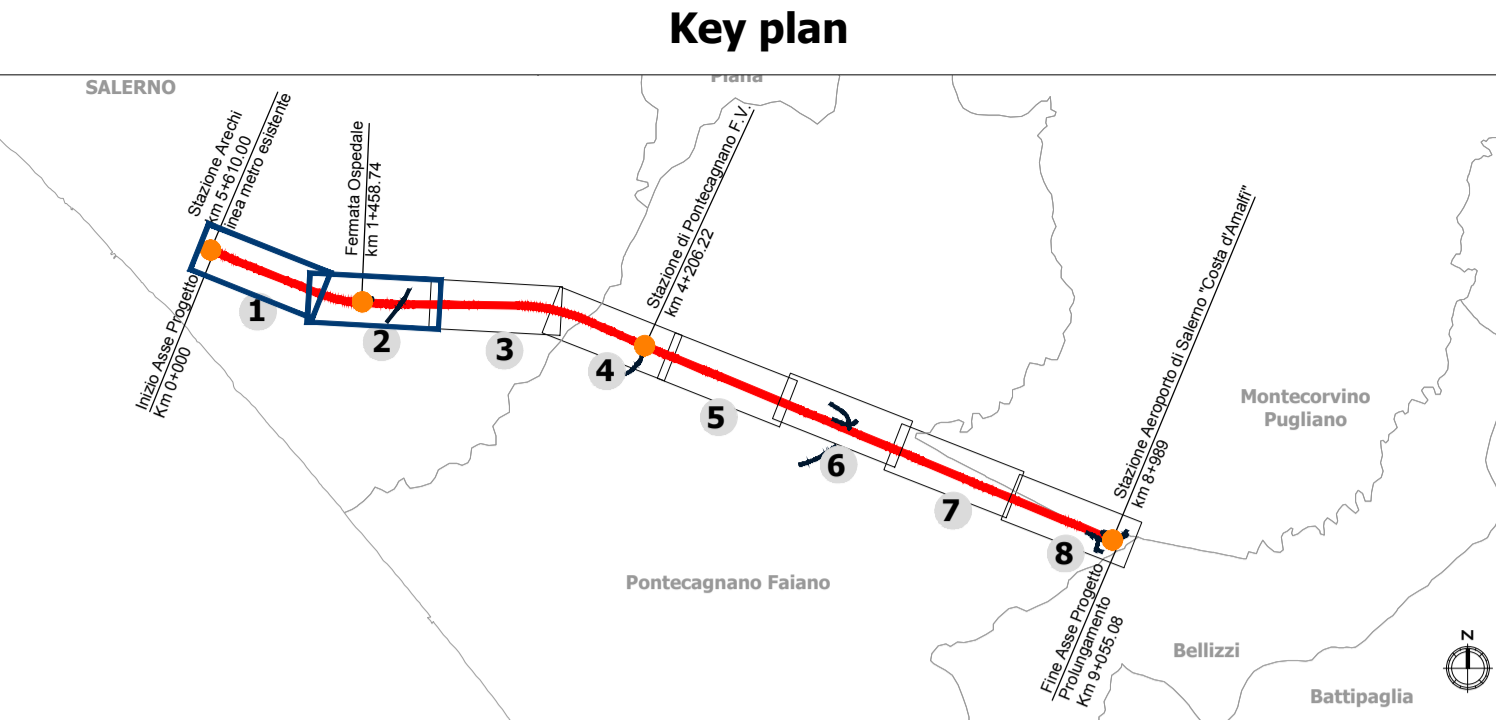 Key plan
SALERNO
Piana
Stazione Arechi
km 5+610.00
linea metro esistente
Fermata Ospedale
km 1+458.74
Stazione di Pontecagnano F.V.
km 4+206.22
Stazione Aeroporto di Salerno "Costa d'Amalfi"
km 8+989
Inizio Asse Progetto
Km 0+000
1
2
3
4
5
6
7
8
Montecorvino
Pugliano
Pontecagnano Faiano
Fine Asse Progetto
Prolungamento
Km 9+055.08
Bellizzi
Battipaglia
N